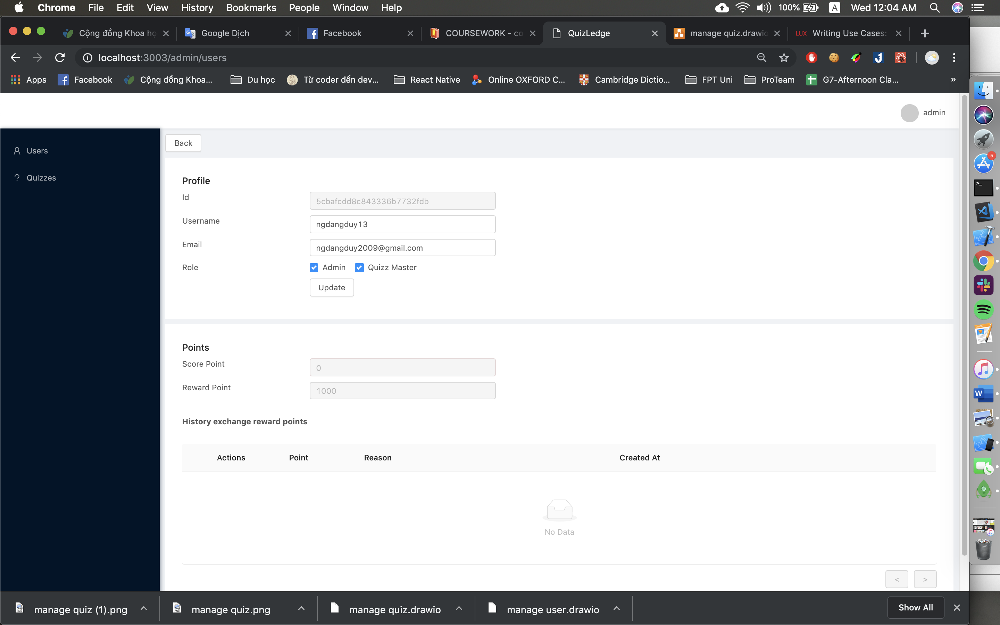 Chrome File Edit View History Bookmarks People Window Help 100% A Wed 12:04 AM
Cộng đồng Khoa họ Google Dịch Facebook COURSEWORK - co QuizLedge manage quiz.drawio LUX Writing Use Cases:
localhost:3003/admin/users
Apps Facebook Cộng đồng Khoa... Du học Từ coder đến dev... React Native Online OXFORD C... Cambridge Dictio... FPT Uni ProTeam G7-Afternoon Cla... »
admin
Back
Users
Quizzes
Profile
Id 5cbafcdd8c843336b7732fdb
Username ngdangduy13
Email ngdangduy2009@gmail.com
Role Admin Quizz Master
Update
Points
Score Point 0
Reward Point 1000
History exchange reward points
Actions Point Reason Created At
No Data
< >
manage quiz (1).png manage quiz.png manage quiz.drawio manage user.drawio Show All
5